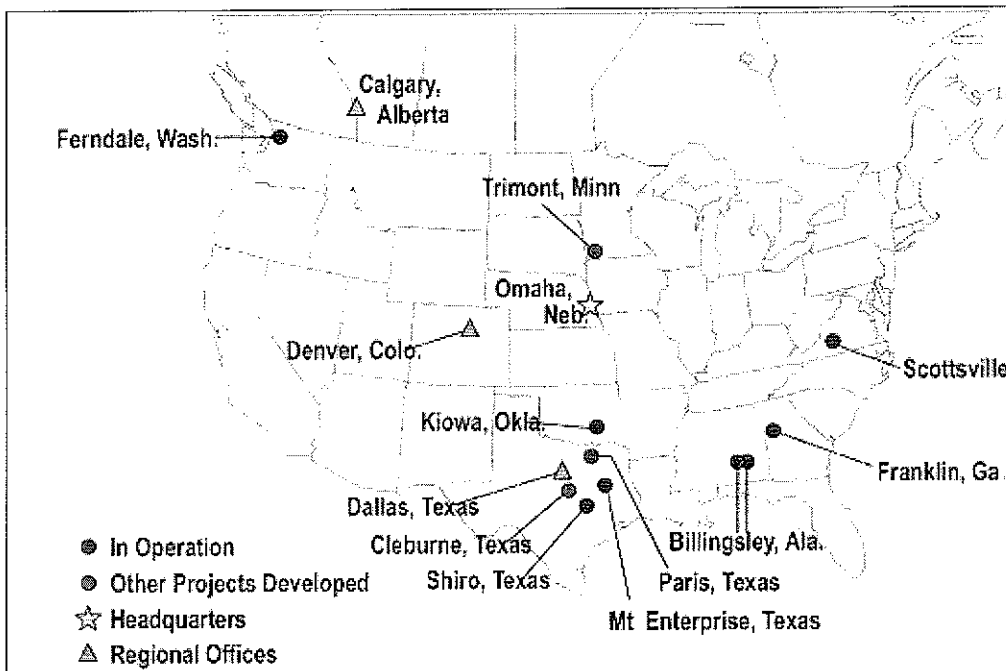 Calgary,
Alberta
Ferndale, Wash.
Trimont, Minn
Omaha,
Neb.
Denver, Colo.
Scottsville
Kiowa, Okla.
Franklin, Ga
Dallas, Texas
Cleburne, Texas
Billingsley, Ala.
Shiro, Texas
Paris, Texas
Mt Enterprise, Texas
In Operation
Other Projects Developed
Headquarters
Regional Offices